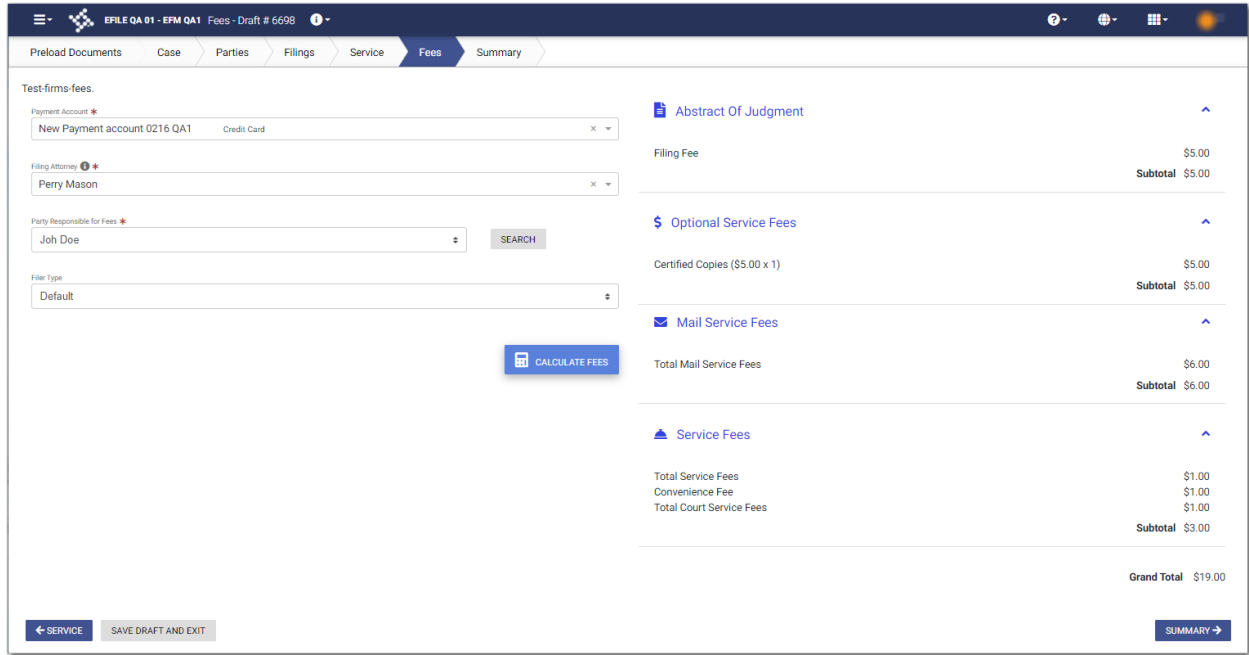 EFILE QA 01 - EFM QA1 Fees - Draft # 6698
Preload Documents Case Parties Filings Service Fees Summary
Test-firms-fees.
Payment Account *
New Payment account 0216 QA1 Credit Card
Filing Attorney *
Perry Mason
Party Responsible for Fees *
Joh Doe
SEARCH
Filer Type
Default
CALCULATE FEES
Abstract Of Judgment
Filing Fee $5.00
Subtotal $5.00
Optional Service Fees
Certified Copies ($5.00 x 1) $5.00
Subtotal $5.00
Mail Service Fees
Total Mail Service Fees $6.00
Subtotal $6.00
Service Fees
Total Service Fees $1.00
Convenience Fee $1.00
Total Court Service Fees $1.00
Subtotal $3.00
Grand Total $19.00
SERVICE SAVE DRAFT AND EXIT SUMMARY